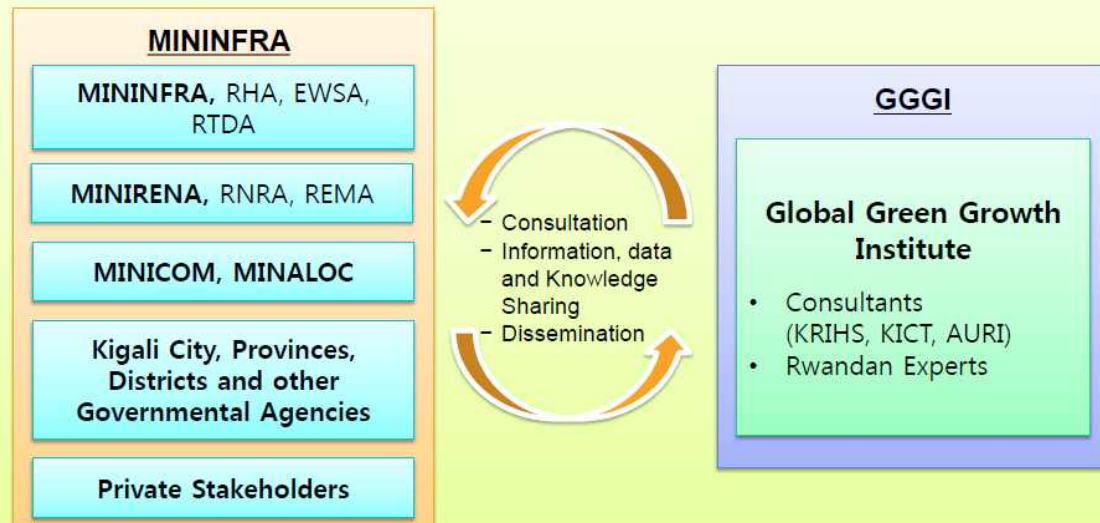 MININFRA
MININFRA, RHA, EWSA,
RTDA
MINIRENA, RNRA, REMA
MINICOM, MINALOC
Kigali City, Provinces,
Districts and other
Governmental Agencies
Private Stakeholders
− Consultation
− Information, data
and Knowledge
Sharing
− Dissemination
GGGI
Global Green Growth
Institute
• Consultants
(KRIHS, KICT, AURI)
• Rwandan Experts